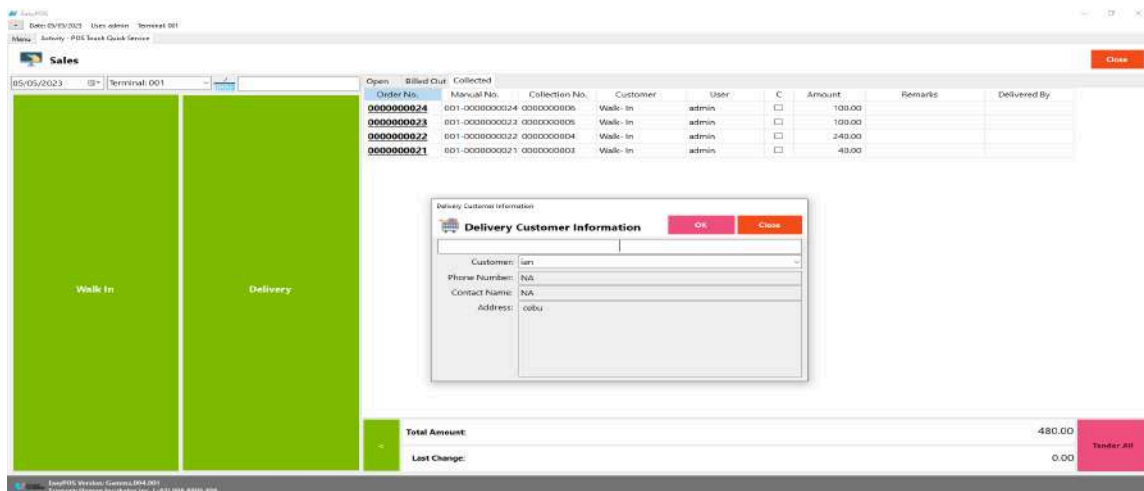 EasyPOS
Date: 05/05/2023 User: admin Terminal: 001
Menu Activity - POS Touch Quick Service
Sales
Close
05/05/2023 Terminal: 001
Open Billed Out Collected
Order No. Manual No. Collection No. Customer User C Amount Remarks Delivered By
0000000024 001-0000000024 0000000006 Walk- In admin 100.00
0000000023 001-0000000023 0000000005 Walk- In admin 100.00
0000000022 001-0000000022 0000000004 Walk- In admin 240.00
0000000021 001-0000000021 0000000003 Walk- In admin 40.00
Delivery Customer Information
Delivery Customer Information OK Close
Customer: ian
Phone Number: NA
Contact Name: NA
Address: cebu
Walk In
Delivery
<
Total Amount: 480.00
Last Change: 0.00
Tender All
EasyPOS Version: Gamma.004.001